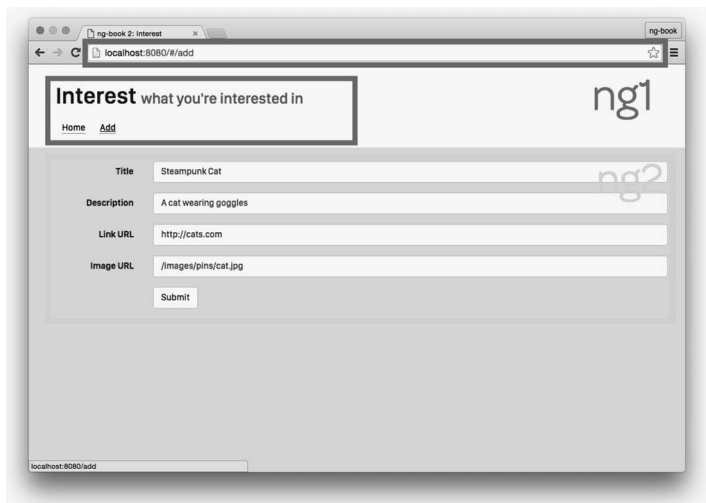 ng-book 2: Interest
ng-book
localhost:8080/#/add
Interest what you're interested in
ng1
Home Add
ng2
Title Steampunk Cat
Description A cat wearing goggles
Link URL http://cats.com
Image URL /images/pins/cat.jpg
Submit
localhost:8080/add